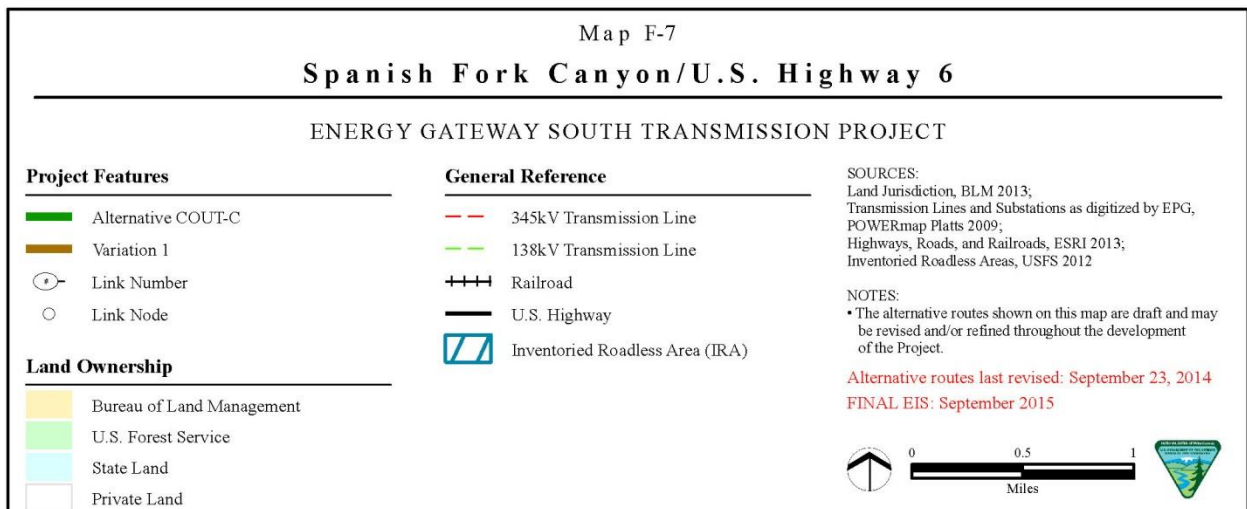 Map F-7
Spanish Fork Canyon/U.S. Highway 6
ENERGY GATEWAY SOUTH TRANSMISSION PROJECT
Project Features
Alternative COUT-C
Variation 1
#
Link Number
Link Node
Land Ownership
Bureau of Land Management
U.S. Forest Service
State Land
Private Land
General Reference
345kV Transmission Line
138kV Transmission Line
Railroad
U.S. Highway
Inventoried Roadless Area (IRA)
SOURCES:
Land Jurisdiction, BLM 2013;
Transmission Lines and Substations as digitized by EPG,
POWERmap Platts 2009;
Highways, Roads, and Railroads, ESRI 2013;
Inventoried Roadless Areas, USFS 2012
NOTES:
• The alternative routes shown on this map are draft and may
be revised and/or refined throughout the development
of the Project.
Alternative routes last revised: September 23, 2014
FINAL EIS: September 2015
0 0.5 1
Miles